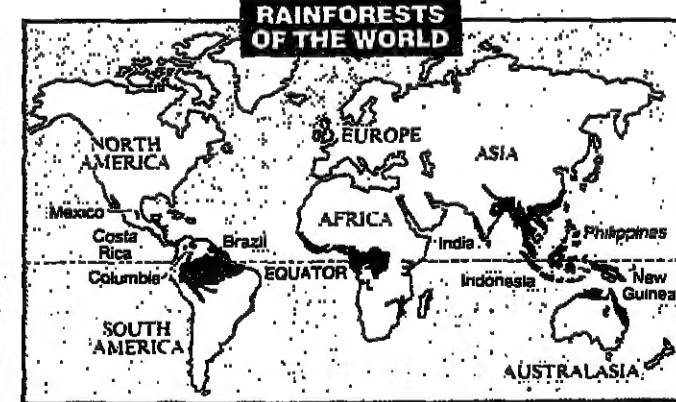 RAINFORESTS
OF THE WORLD
NORTH
AMERICA
EUROPE
ASIA
Mexico
AFRICA
Costa
Rica
Brazil
India
Philippines
Columbia
EQUATOR
Indonesia
New
Guinea
SOUTH
AMERICA
AUSTRALASIA